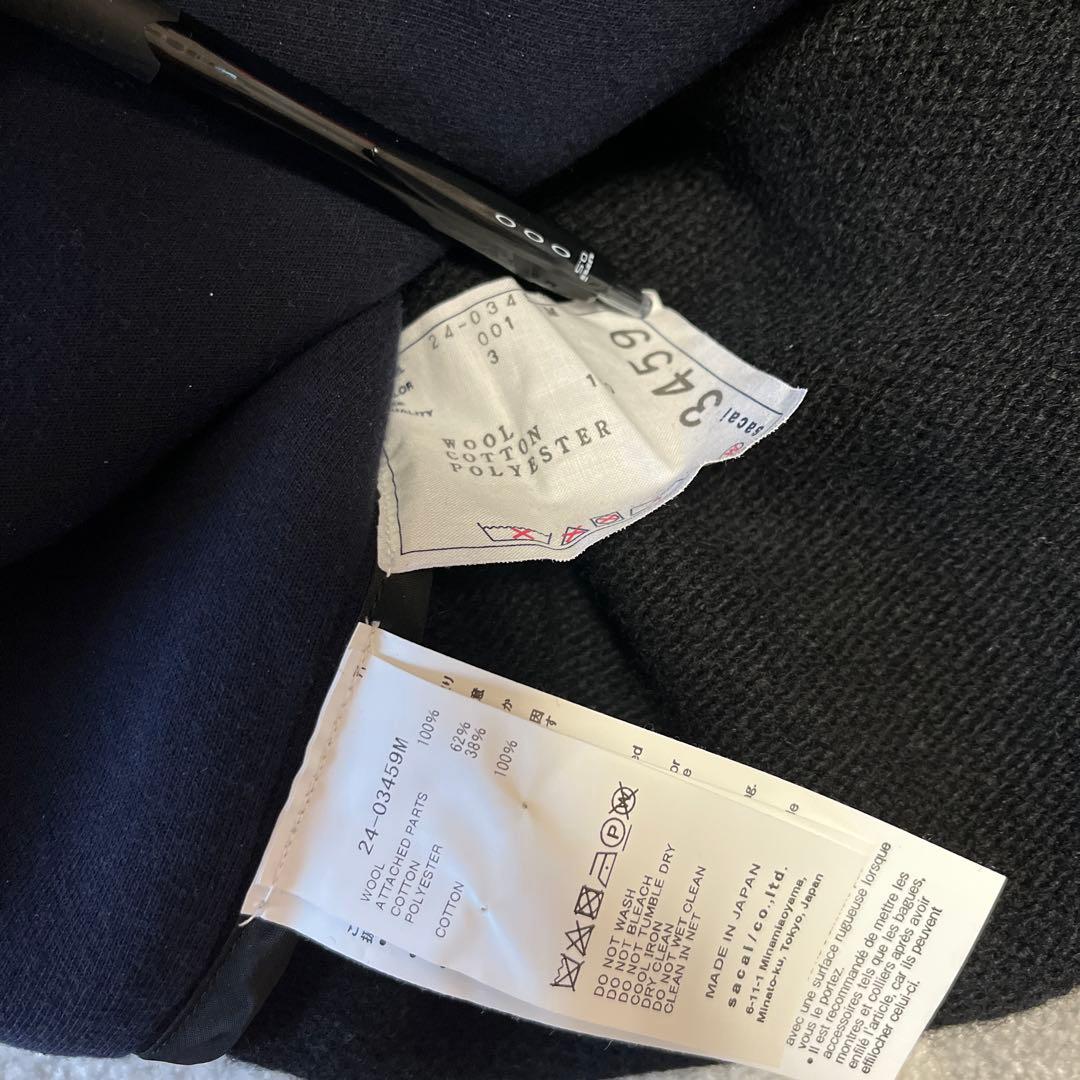 000
24-034
001
3
LOR
ALITY
WOOL
COTTON
POLYESTER
3459
sacai
24-03459M
WOOL 100%
ATTACHED PARTS
COTTON 62%
POLYESTER 38%
COTTON 100%
P
W
DO NOT WASH
DO NOT BLEACH
DO NOT TUMBLE DRY
COOL IRON
DRY CLEAN
DO NOT WET CLEAN
CLEAN IN NET
MADE IN JAPAN
sacai/co.,ltd.
6-11-1 Minamiaoyama,
Minato-ku, Tokyo, Japan
avec une surface rugueuse lorsque
vous le portez.
• Il est recommandé de mettre les
accessoires tels que les bagues,
montres et colliers après avoir
enfilé l'article, car ils peuvent
effilocher celui-ci.